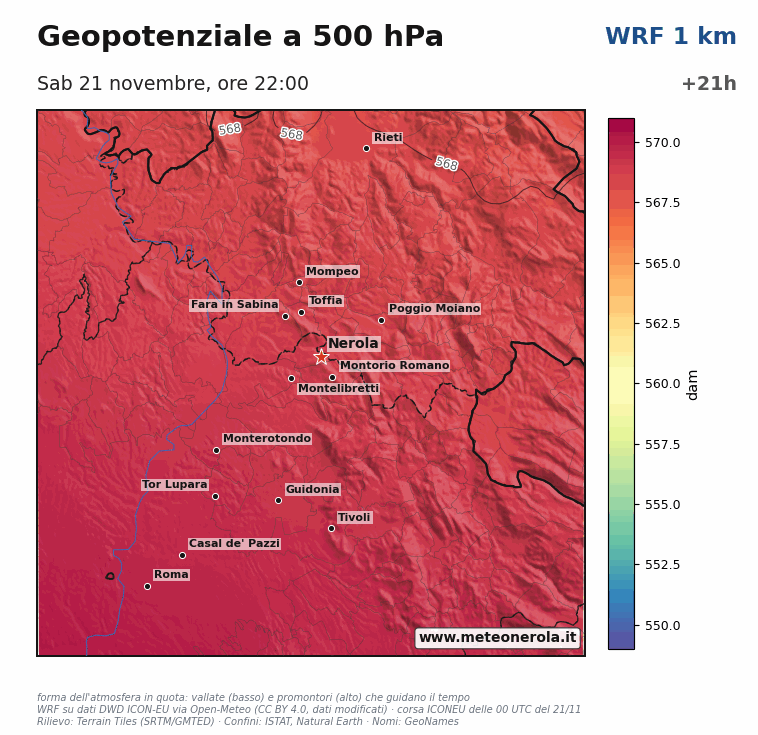 Geopotenziale a 500 hPa
WRF 1 km
Sab 21 novembre, ore 22:00
+21h
568
568
568
Rieti
Mompeo
Toffia
Fara in Sabina
Poggio Moiano
Nerola
Montorio Romano
Montelibretti
Monterotondo
Tor Lupara
Guidonia
Tivoli
Casal de' Pazzi
Roma
www.meteonerola.it
570.0
567.5
565.0
562.5
560.0
557.5
555.0
552.5
550.0
dam
forma dell'atmosfera in quota: vallate (basso) e promontori (alto) che guidano il tempo
WRF su dati DWD ICON-EU via Open-Meteo (CC BY 4.0, dati modificati) · corsa ICONEU delle 00 UTC del 21/11
Rilievo: Terrain Tiles (SRTM/GMTED) · Confini: ISTAT, Natural Earth · Nomi: GeoNames